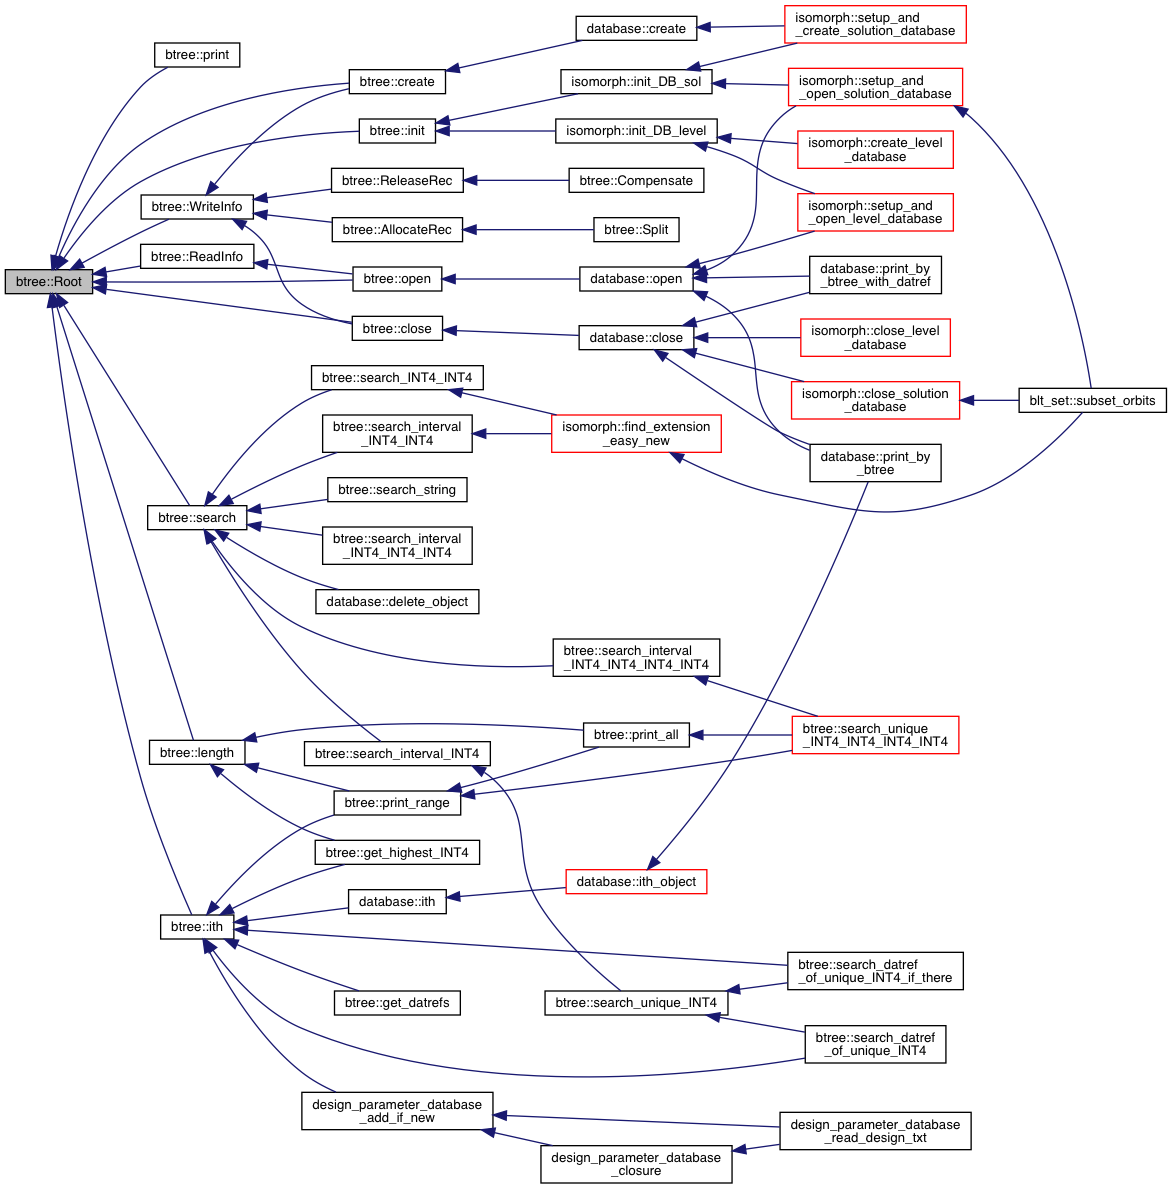 btree::Root
btree::print
btree::create
btree::init
btree::WriteInfo
btree::ReadInfo
btree::open
btree::close
btree::search
btree::length
btree::ith
btree::ReleaseRec
btree::AllocateRec
btree::search_INT4_INT4
btree::search_interval
_INT4_INT4
btree::search_string
btree::search_interval
_INT4_INT4_INT4
database::delete_object
btree::search_interval_INT4
btree::print_range
btree::get_highest_INT4
database::ith
btree::get_datrefs
design_parameter_database
_add_if_new
database::create
isomorph::init_DB_sol
isomorph::init_DB_level
btree::Compensate
btree::Split
database::open
database::close
isomorph::find_extension
_easy_new
btree::search_interval
_INT4_INT4_INT4_INT4
btree::print_all
database::ith_object
btree::search_unique_INT4
design_parameter_database
_closure
isomorph::setup_and
_create_solution_database
isomorph::setup_and
_open_solution_database
isomorph::create_level
_database
isomorph::setup_and
_open_level_database
database::print_by
_btree_with_datref
isomorph::close_level
_database
isomorph::close_solution
_database
database::print_by
_btree
btree::search_unique
_INT4_INT4_INT4_INT4
btree::search_datref
_of_unique_INT4_if_there
btree::search_datref
_of_unique_INT4
design_parameter_database
_read_design_txt
blt_set::subset_orbits